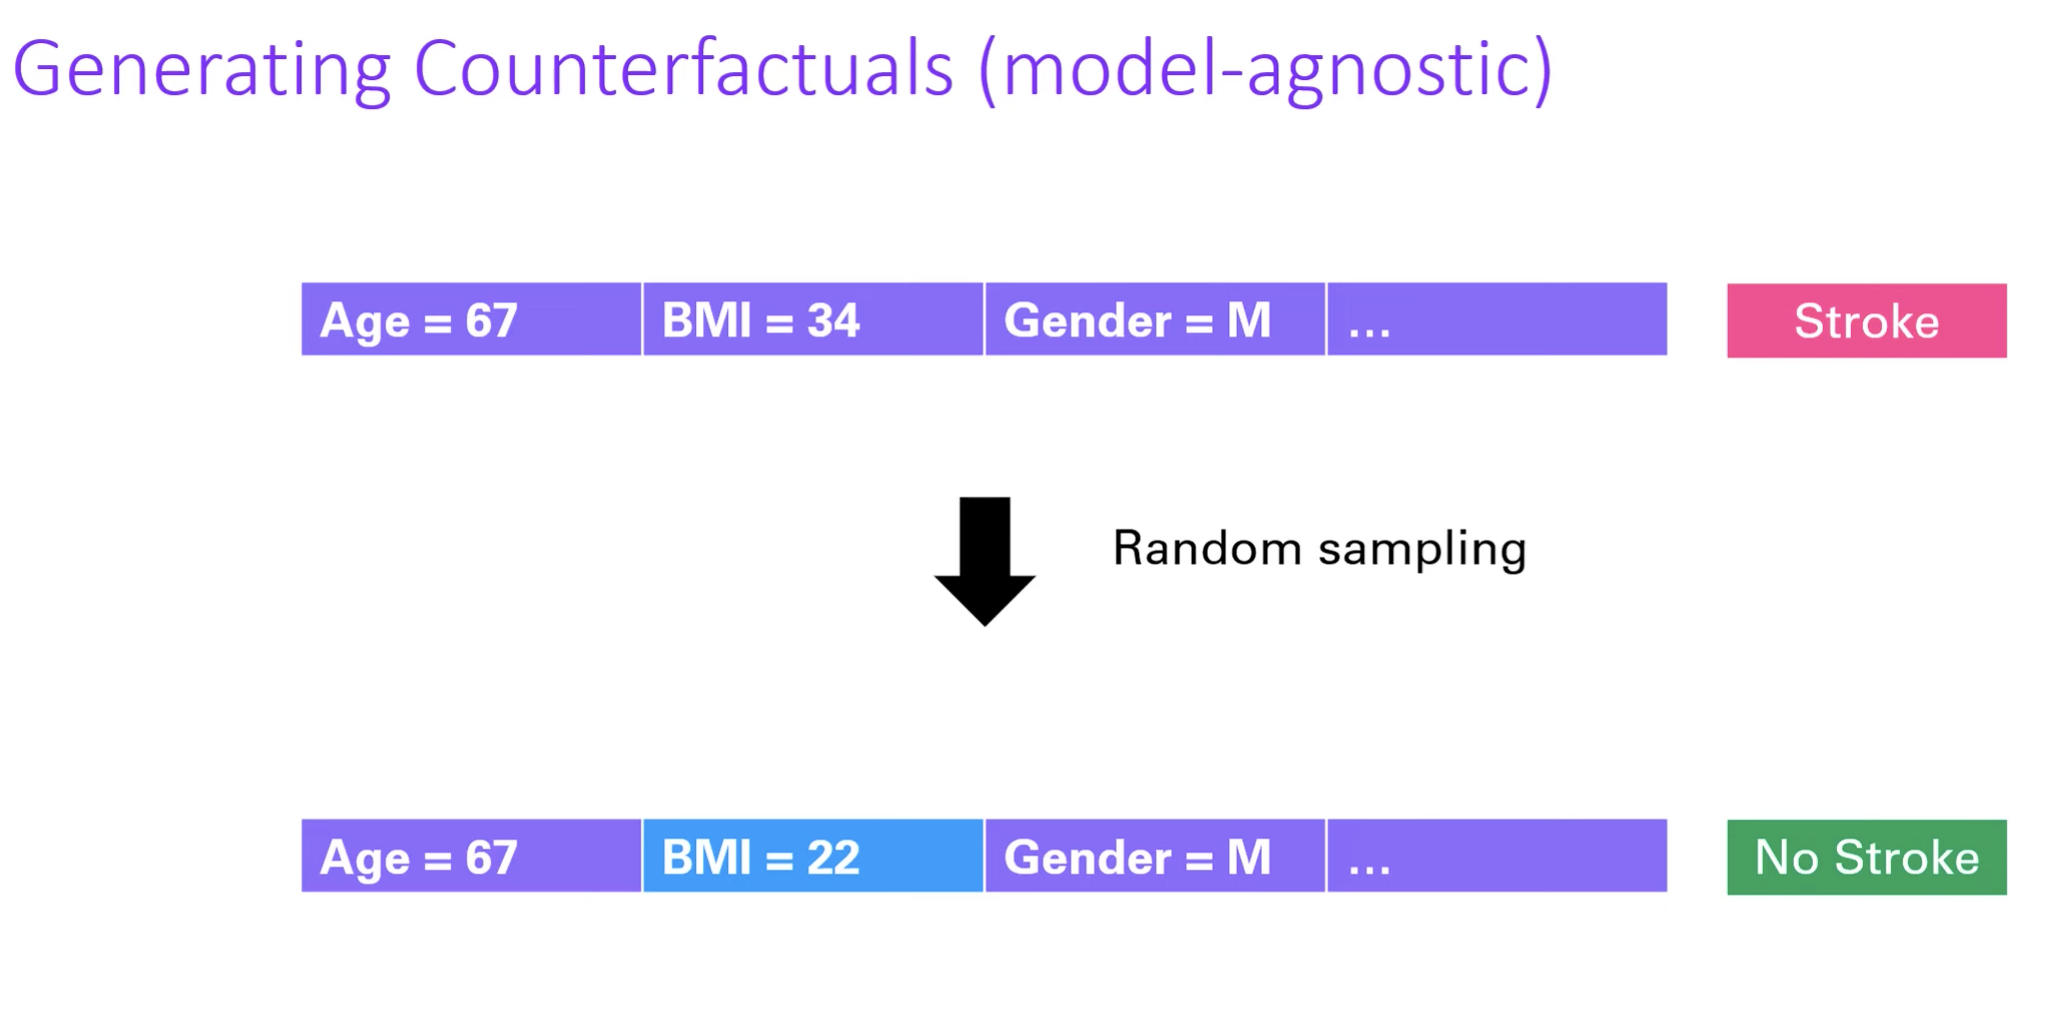 Generating Counterfactuals (model-agnostic)
Age = 67 BMI = 34 Gender = M ... Stroke
Random sampling
Age = 67 BMI = 22 Gender = M ... No Stroke